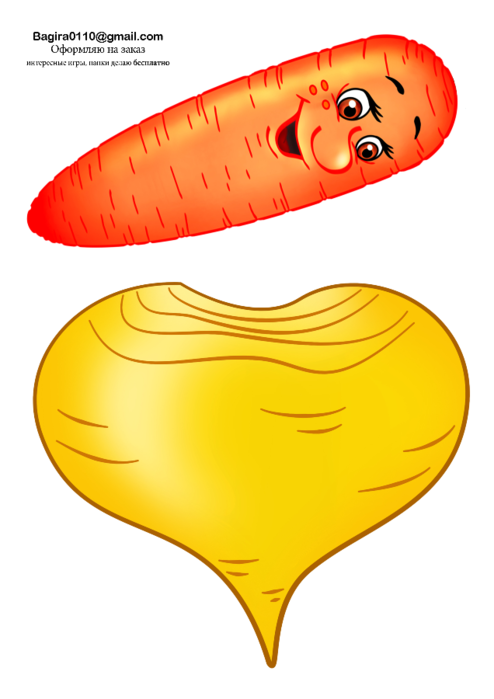 Bagira0110@gmail.com
Оформляю на заказ
интересные игры, папки делаю бесплатно